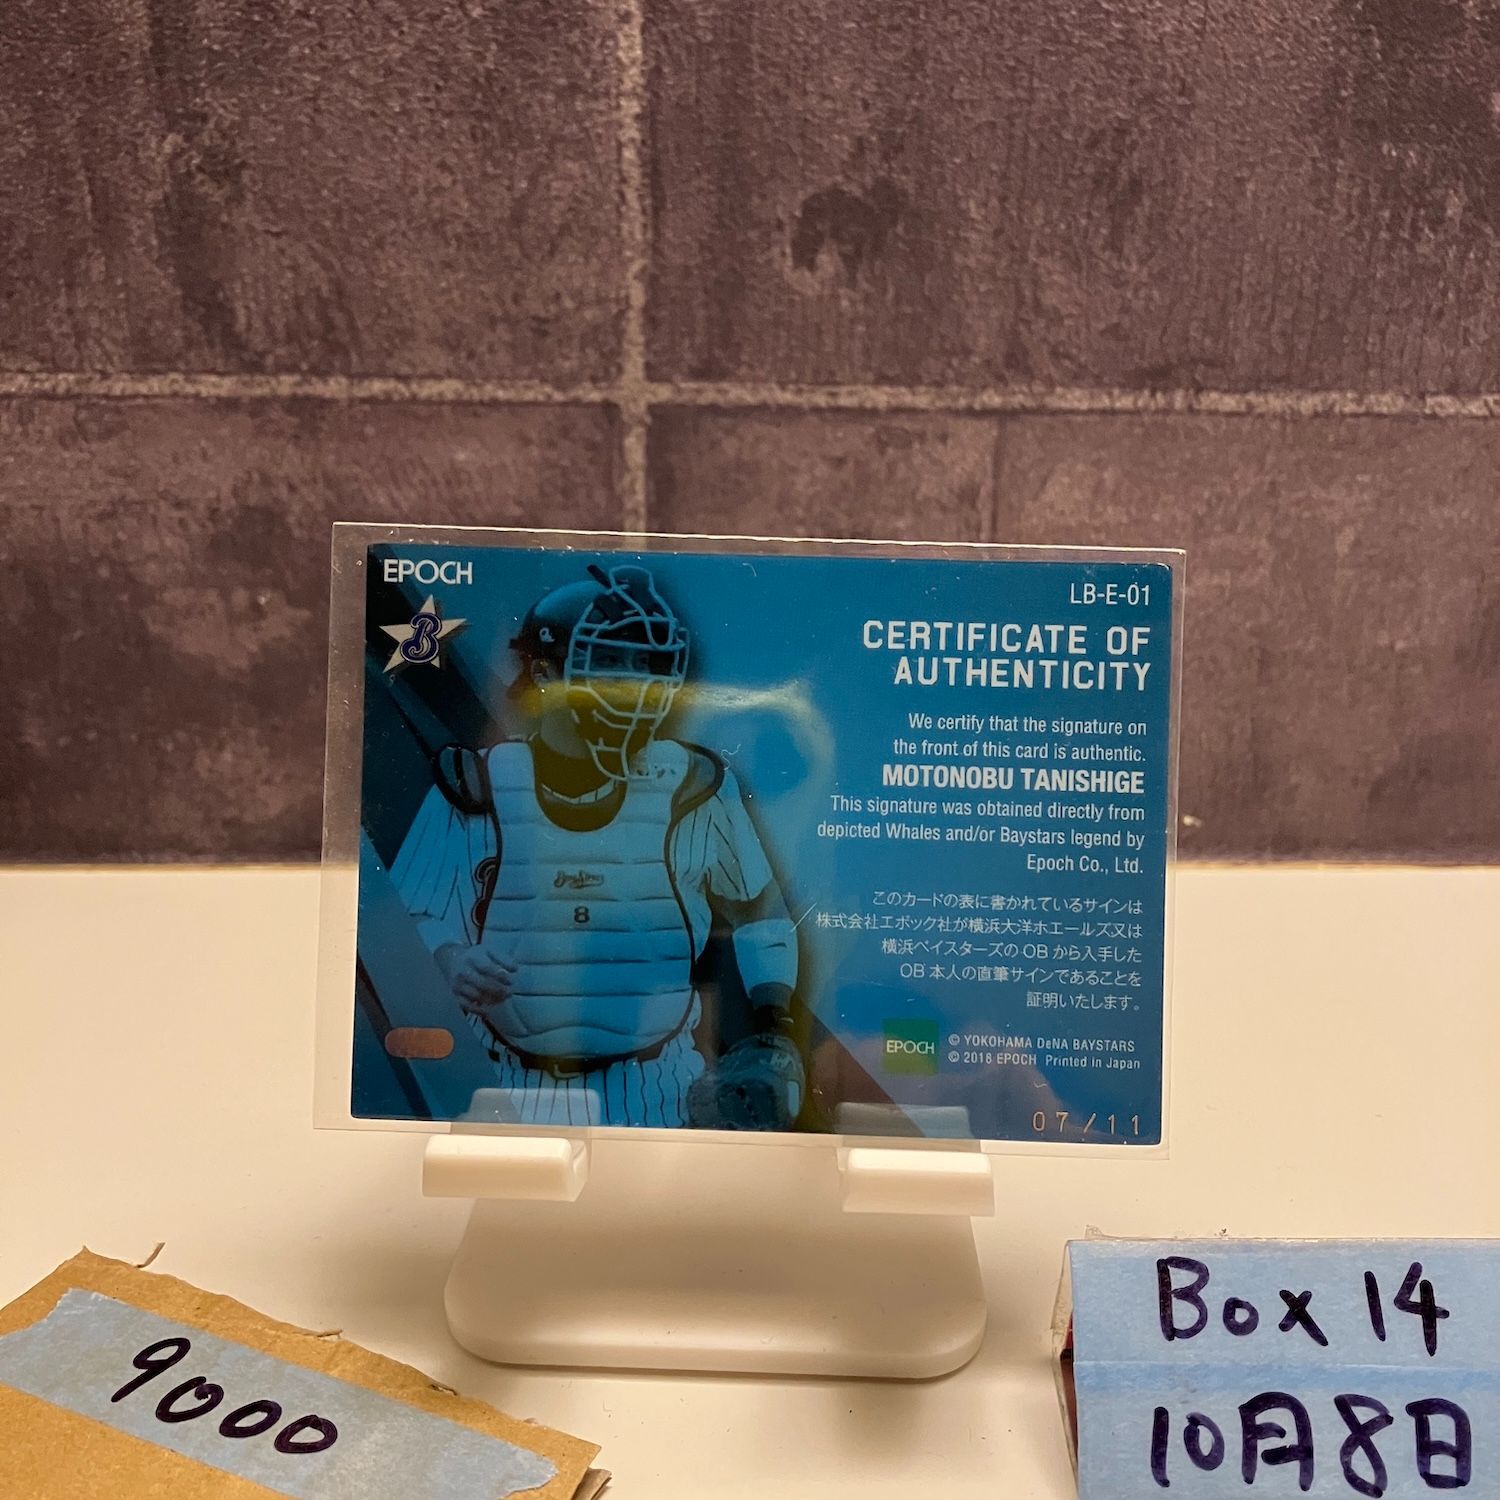 EPOCH
B
LB-E-01
CERTIFICATE OF
AUTHENTICITY
We certify that the signature on
the front of this card is authentic.
MOTONOBU TANISHIGE
This signature was obtained directly from
depicted Whales and/or Baystars legend by
Epoch Co., Ltd.
このカードの表に書かれているサインは
株式会社エポック社が横浜大洋ホエールズ又は
横浜ベイスターズの OB から入手した
OB 本人の直筆サインであることを
証明いたします。
BayStars
8
EPOCH
© YOKOHAMA DeNA BAYSTARS
© 2018 EPOCH Printed in Japan
07/11
9000
Box 14
10月8日